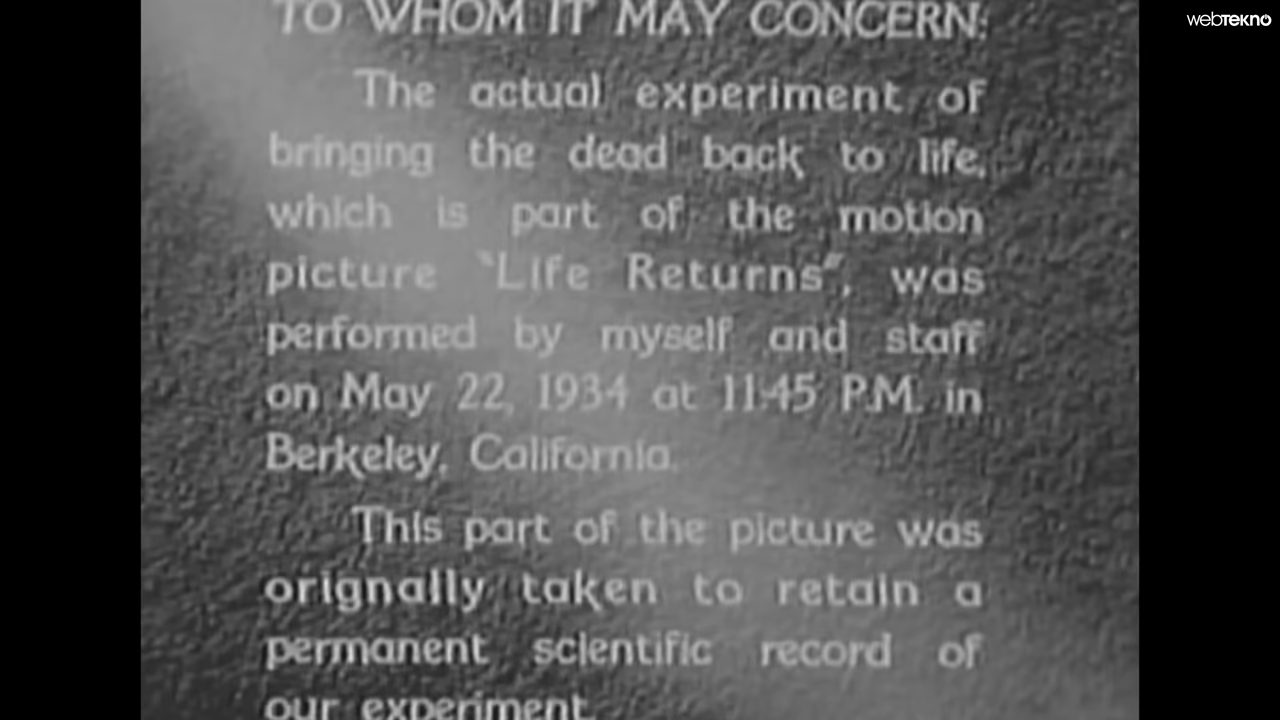 webtekno
TO WHOM IT MAY CONCERN:
The actual experiment of
bringing the dead back to life,
which is part of the motion
picture "Life Returns", was
performed by myself and staff
on May 22, 1934 at 11:45 P.M. in
Berkeley, California.
This part of the picture was
orignally taken to retain a
permanent scientific record of
our experiment.